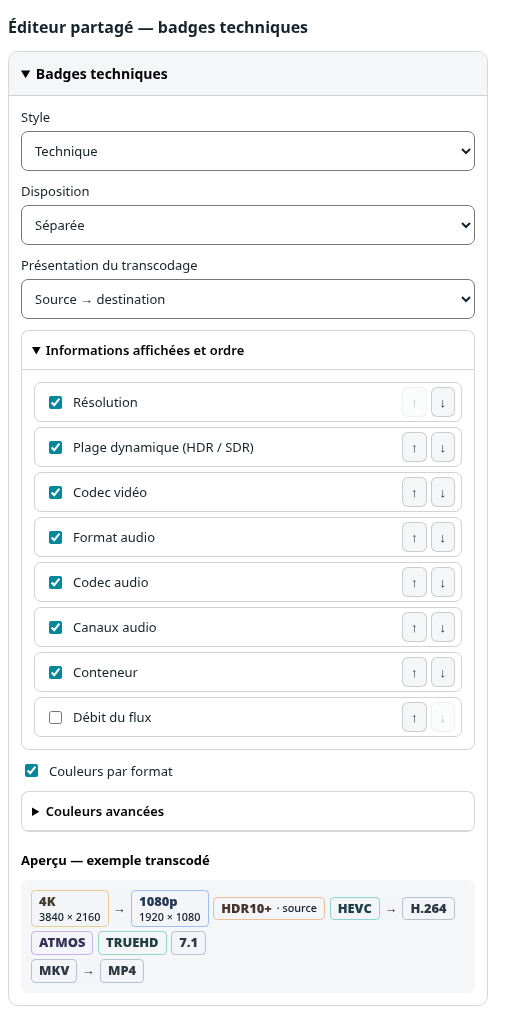 Éditeur partagé — badges techniques
▼ Badges techniques
Style
Technique
Disposition
Séparée
Présentation du transcodage
Source → destination
▼ Informations affichées et ordre
Résolution ↑ ↓
Plage dynamique (HDR / SDR) ↑ ↓
Codec vidéo ↑ ↓
Format audio ↑ ↓
Codec audio ↑ ↓
Canaux audio ↑ ↓
Conteneur ↑ ↓
Débit du flux ↑ ↓
Couleurs par format
▶ Couleurs avancées
Aperçu — exemple transcodé
4K → 1080p HDR10+ · source HEVC → H.264
3840 × 2160 1920 × 1080
ATMOS TRUEHD 7.1
MKV → MP4